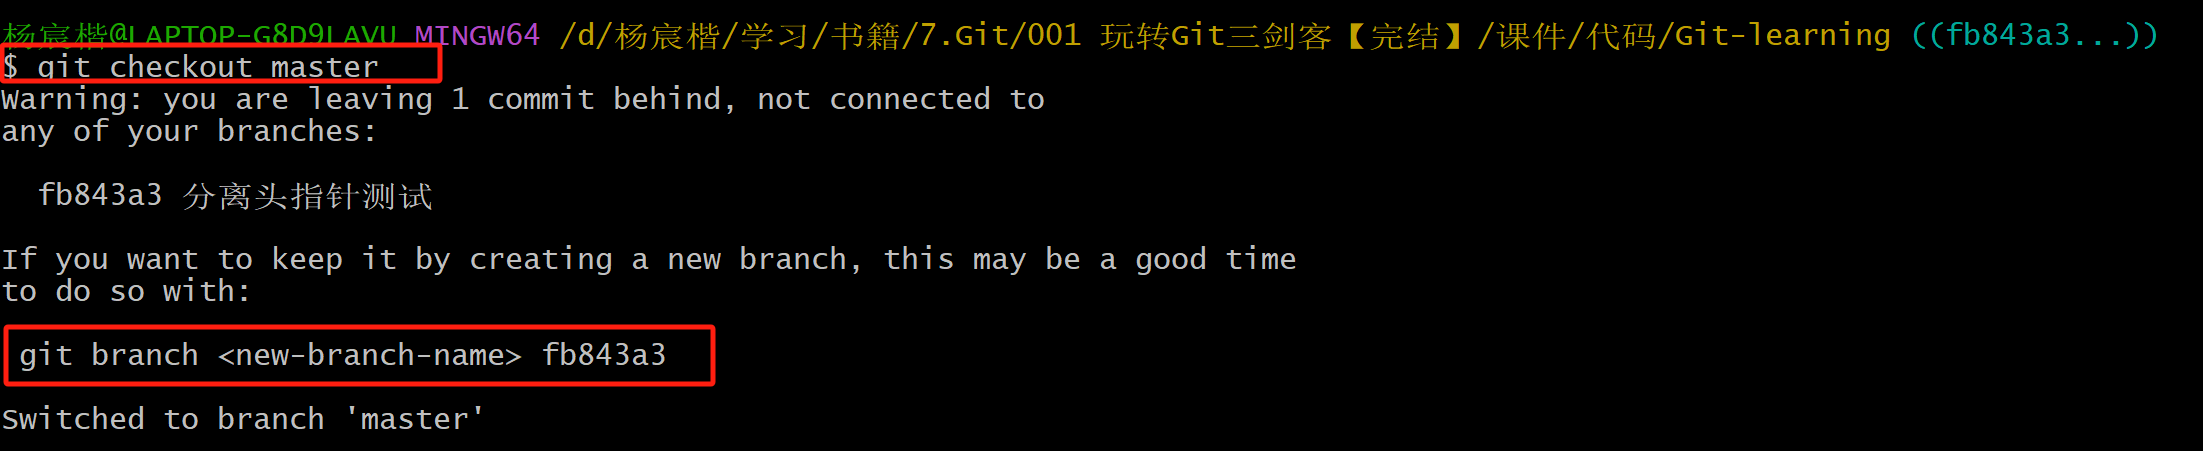 杨宸楷@LAPTOP-G8D9LAVU MINGW64 /d/杨宸楷/学习/书籍/7.Git/001 玩转Git三剑客【完结】/课件/代码/Git-learning ((fb843a3...))
$ git checkout master
Warning: you are leaving 1 commit behind, not connected to
any of your branches:
fb843a3 分离头指针测试
If you want to keep it by creating a new branch, this may be a good time
to do so with:
git branch <new-branch-name> fb843a3
Switched to branch 'master'